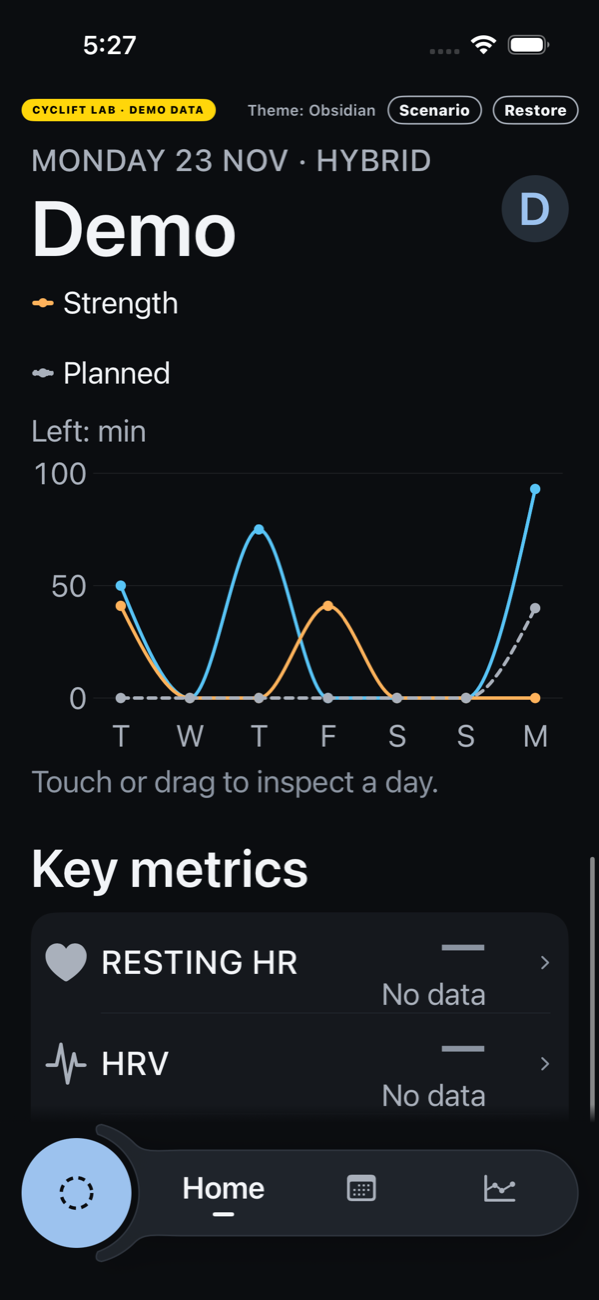 5:27
CYCLIFT LAB · DEMO DATA Theme: Obsidian Scenario Restore
MONDAY 23 NOV · HYBRID
Demo
D
Strength
Planned
Left: min
100
50
0
T W T F S S M
Touch or drag to inspect a day.
Key metrics
RESTING HR —
No data
HRV —
No data
Home